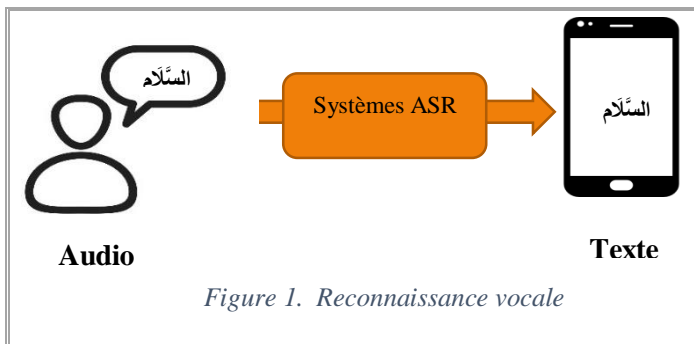 السَّلَام
Systèmes ASR
السَّلَام
Audio
Texte
Figure 1. Reconnaissance vocale